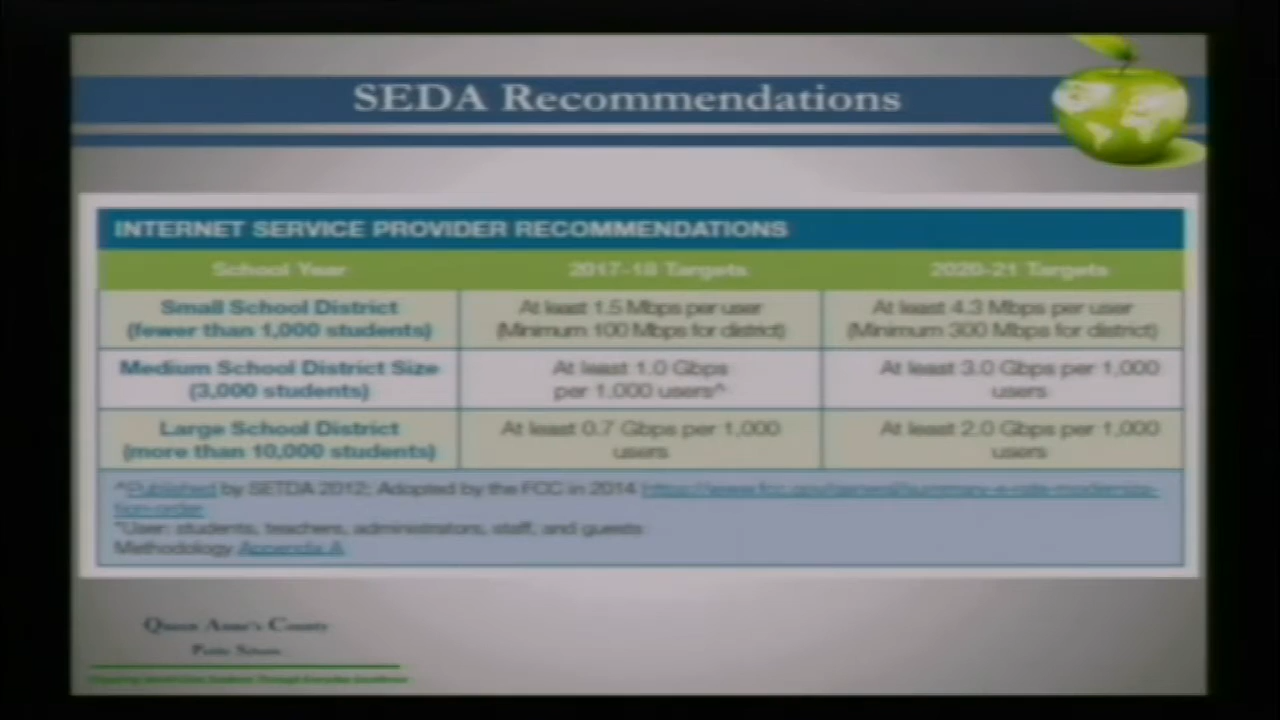 SEDA Recommendations
INTERNET SERVICE PROVIDER RECOMMENDATIONS
School Year 2017-18 Targets 2020-21 Targets
Small School District
(fewer than 1,000 students)
At least 1.5 Mbps per user
(Minimum 100 Mbps for district)
At least 4.3 Mbps per user
(Minimum 300 Mbps for district)
Medium School District Size
(3,000 students)
At least 1.0 Gbps
per 1,000 users^
At least 3.0 Gbps per 1,000
users
Large School District
(more than 10,000 students)
At least 0.7 Gbps per 1,000
users
At least 2.0 Gbps per 1,000
users
^Published by SETDA 2012; Adopted by the FCC in 2014
tion-order
*User: students, teachers, administrators, staff, and guests
Methodology Appendix A
Queen Anne's County
Public Schools